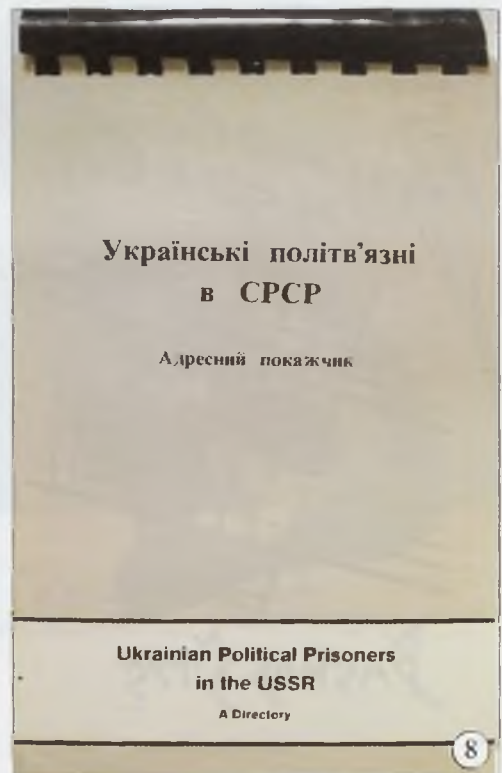 Українські політв'язні
в СРСР
Адресний покажчик
Ukrainian Political Prisoners
in the USSR
A Directory
8